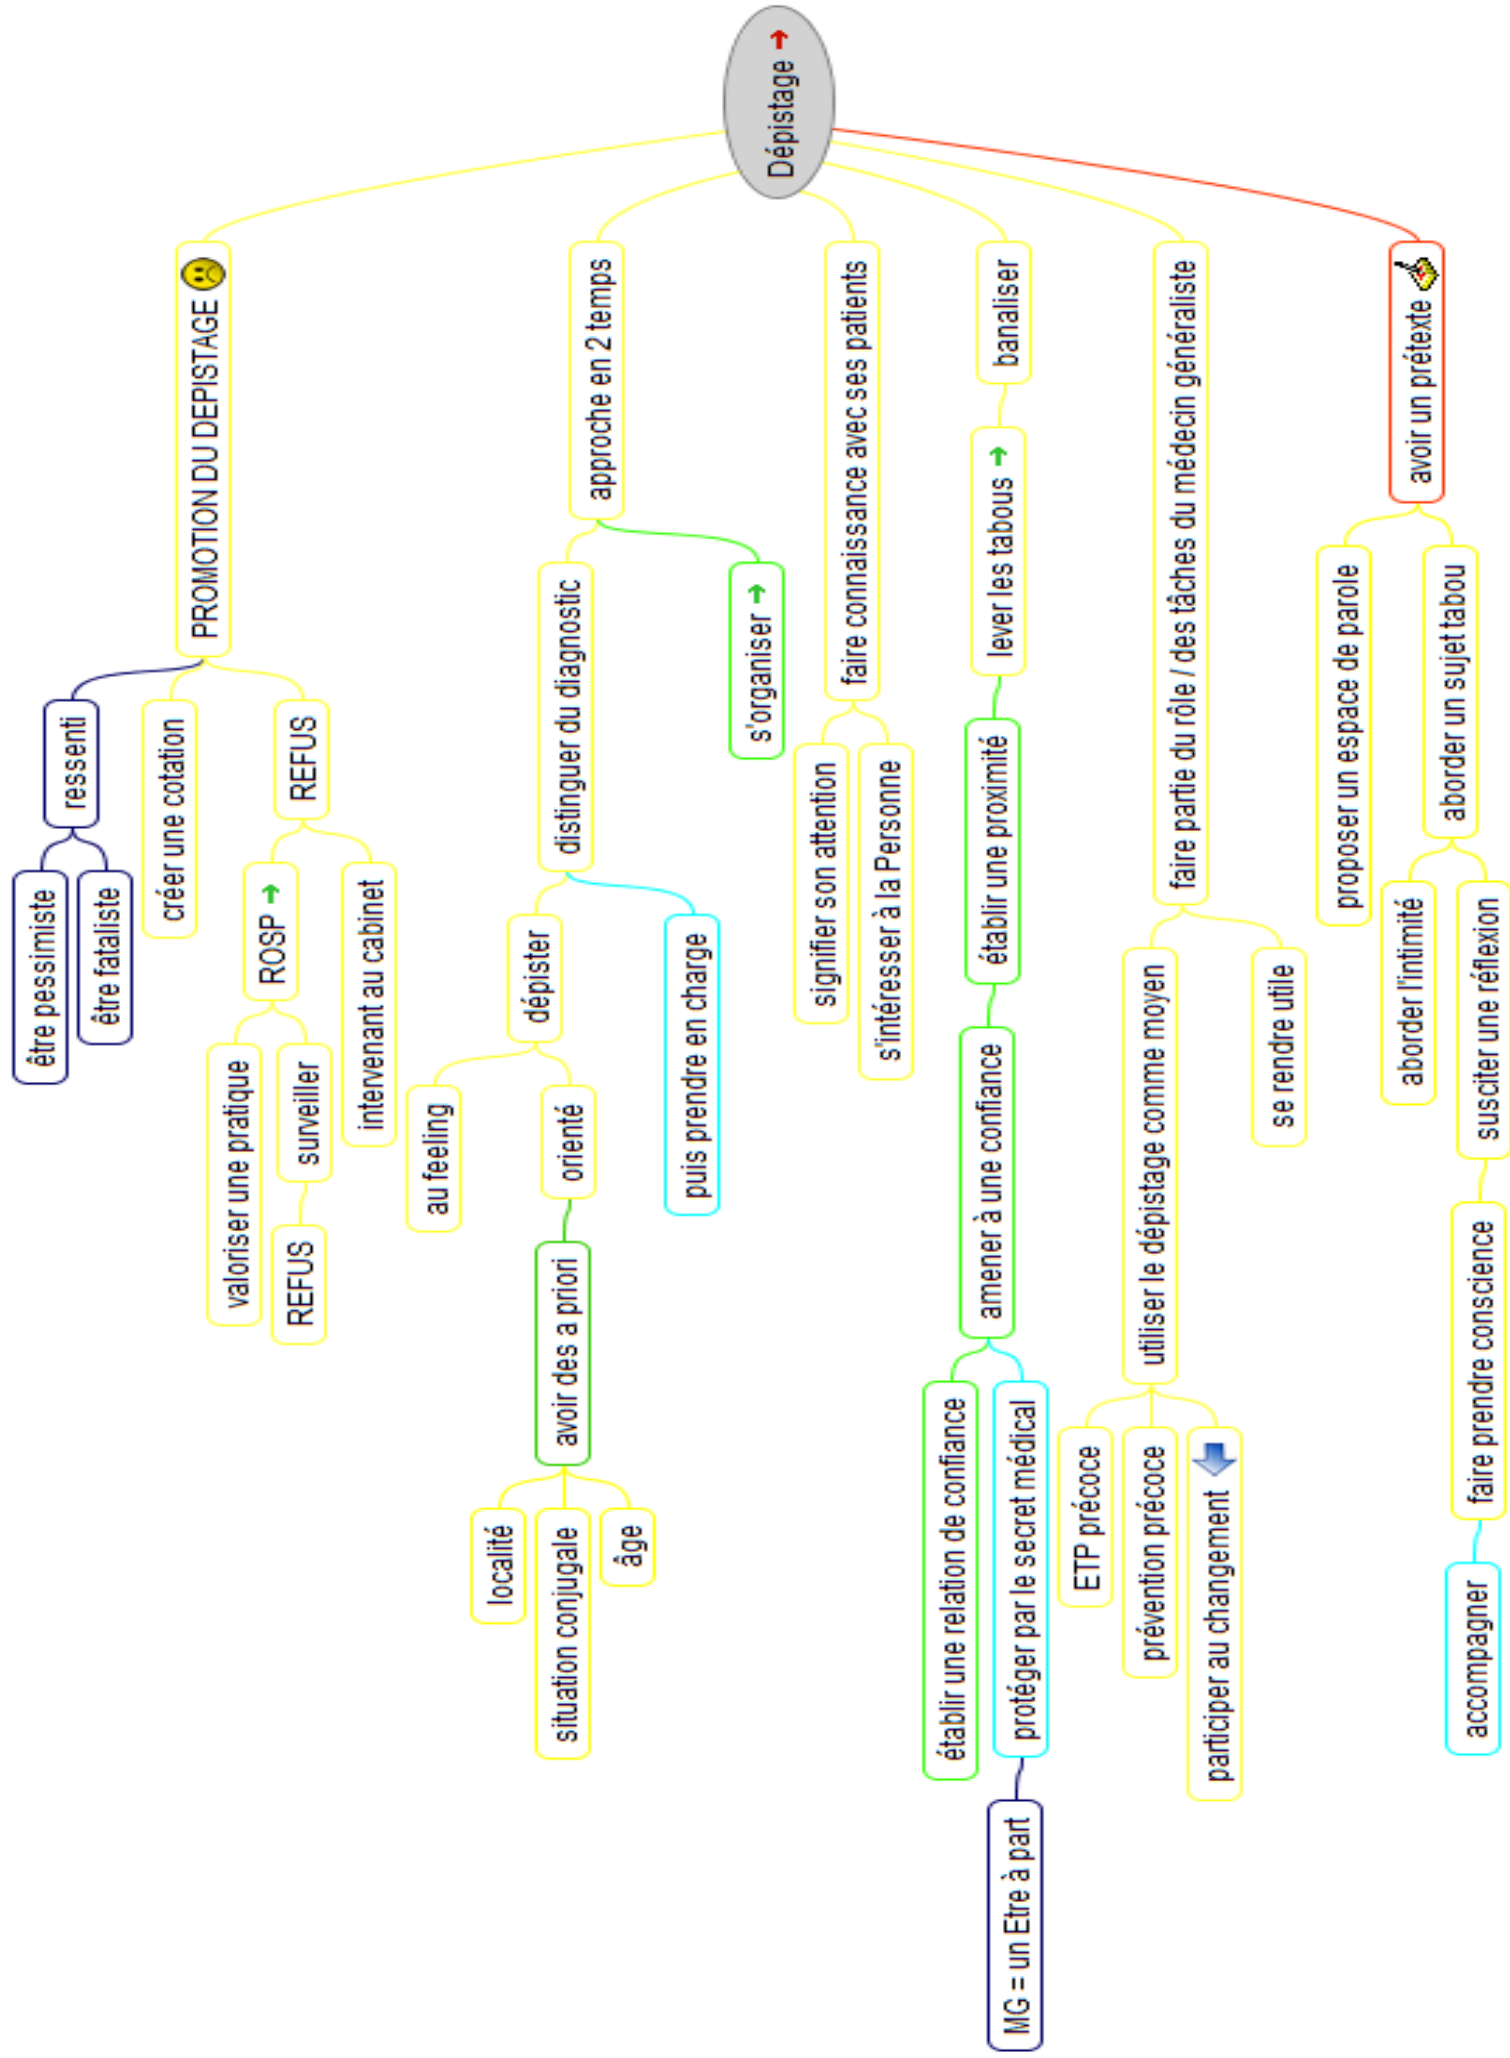 Dépistage
PROMOTION DU DEPISTAGE
ressenti
être pessimiste
être fataliste
créer une cotation
REFUS
ROSP
valoriser une pratique
surveiller
REFUS
intervenant au cabinet
approche en 2 temps
distinguer du diagnostic
dépister
au feeling
orienté
avoir des a priori
localité
situation conjugale
âge
puis prendre en charge
s'organiser
faire connaissance avec ses patients
signifier son attention
s'intéresser à la Personne
banaliser
lever les tabous
établir une proximité
amener à une confiance
établir une relation de confiance
protéger par le secret médical
MG = un Etre à part
faire partie du rôle / des tâches du médecin généraliste
utiliser le dépistage comme moyen
ETP précoce
prévention précoce
participer au changement
se rendre utile
avoir un prétexte
proposer un espace de parole
aborder un sujet tabou
aborder l'intimité
susciter une réflexion
faire prendre conscience
accompagner